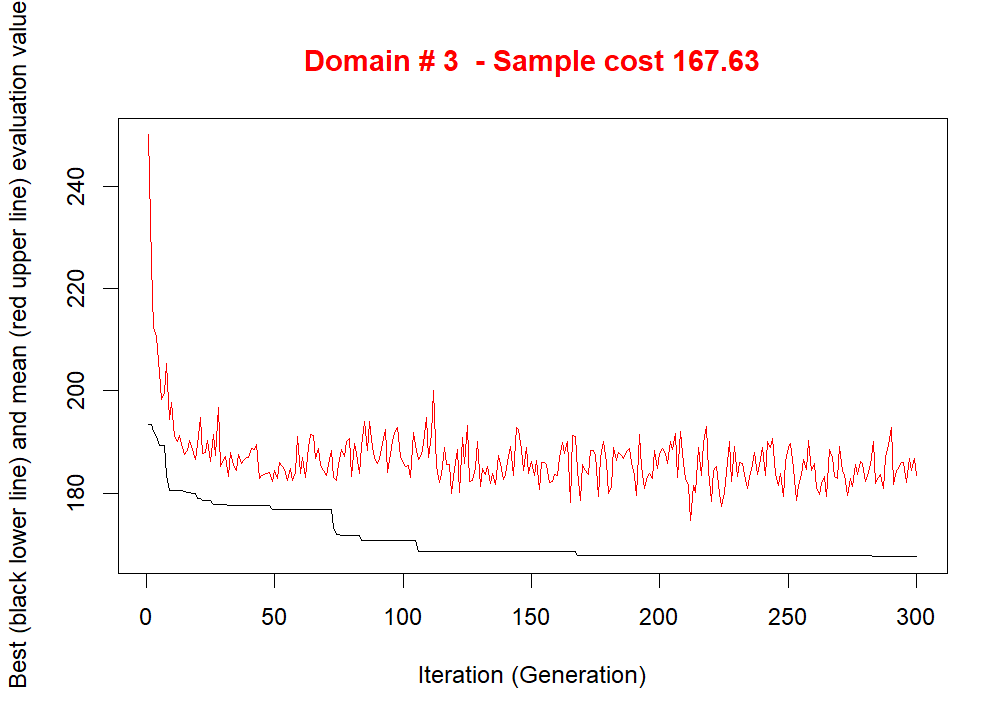 Domain # 3  - Sample cost 167.63
Best (black lower line) and mean (red upper line) evaluation value
240
220
200
180
0 50 100 150 200 250 300
Iteration (Generation)